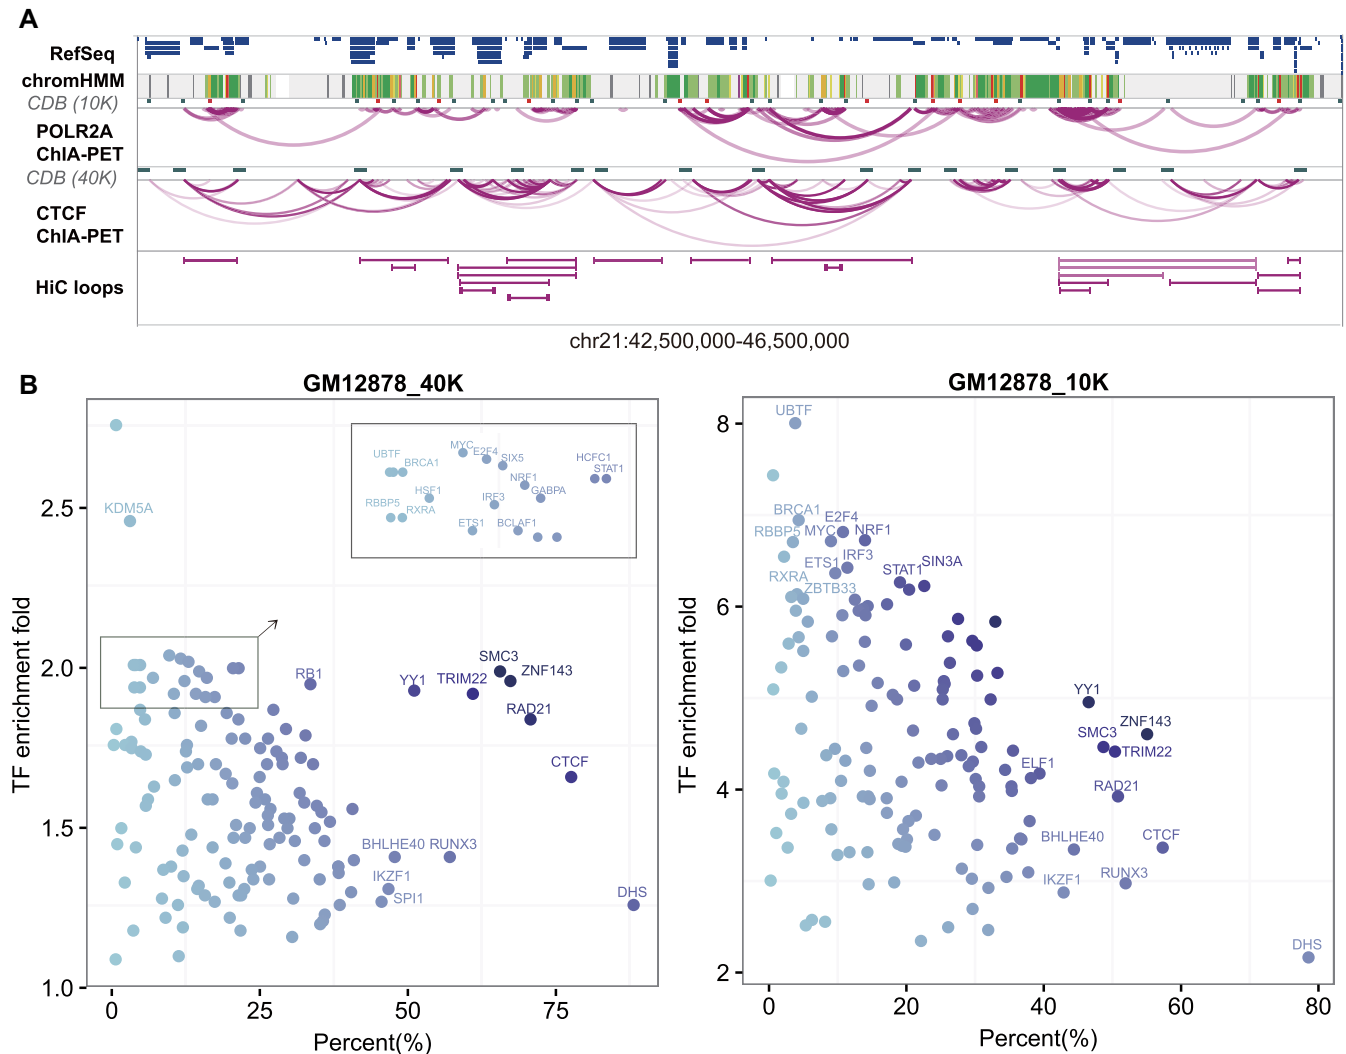 A
RefSeq
chromHMM
CDB (10K)
POLR2A
ChIA-PET
CDB (40K)
CTCF
ChIA-PET
HiC loops
chr21:42,500,000-46,500,000
B
GM12878_40K
TF enrichment fold
2.5
2.0
1.5
1.0
0
25
50
75
Percent(%)
KDM5A
UBTF
BRCA1
MYC
E2F4
SIX5
HCFC1
STAT1
HSF1
NRF1
GABPA
IRF3
RBBP5
RXRA
ETS1
BCLAF1
RB1
YY1
TRIM22
SMC3
ZNF143
RAD21
CTCF
BHLHE40
RUNX3
IKZF1
SPI1
DHS
GM12878_10K
TF enrichment fold
8
6
4
2
0
20
40
60
80
Percent(%)
UBTF
BRCA1
E2F4
RBBP5
MYC
NRF1
ETS1
IRF3
RXRA
ZBTB33
STAT1
SIN3A
YY1
ZNF143
SMC3
TRIM22
ELF1
RAD21
BHLHE40
CTCF
IKZF1
RUNX3
DHS